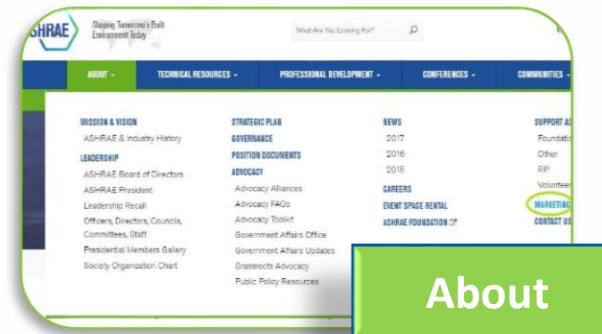 SHRAE
Shaping Tomorrow's Built
Environment Today
What Are You Looking For?
ABOUT
TECHNICAL RESOURCES
PROFESSIONAL DEVELOPMENT
CONFERENCES
COMMUNITIES
MISSION & VISION
ASHRAE & Industry History
LEADERSHIP
ASHRAE Board of Directors
ASHRAE President
Leadership Recall
Officers, Directors, Councils,
Committees, Staff
Presidential Members Gallery
Society Organization Chart
STRATEGIC PLAN
GOVERNANCE
POSITION DOCUMENTS
ADVOCACY
Advocacy Alliances
Advocacy FAQs
Advocacy Toolkit
Government Affairs Office
Government Affairs Updates
Grassroots Advocacy
Public Policy Resources
NEWS
2017
2016
2015
CAREERS
EVENT SPACE RENTAL
ASHRAE FOUNDATION
SUPPORT AS
Foundatio
Other
RP
Volunteer
MARKETING
CONTACT US
About